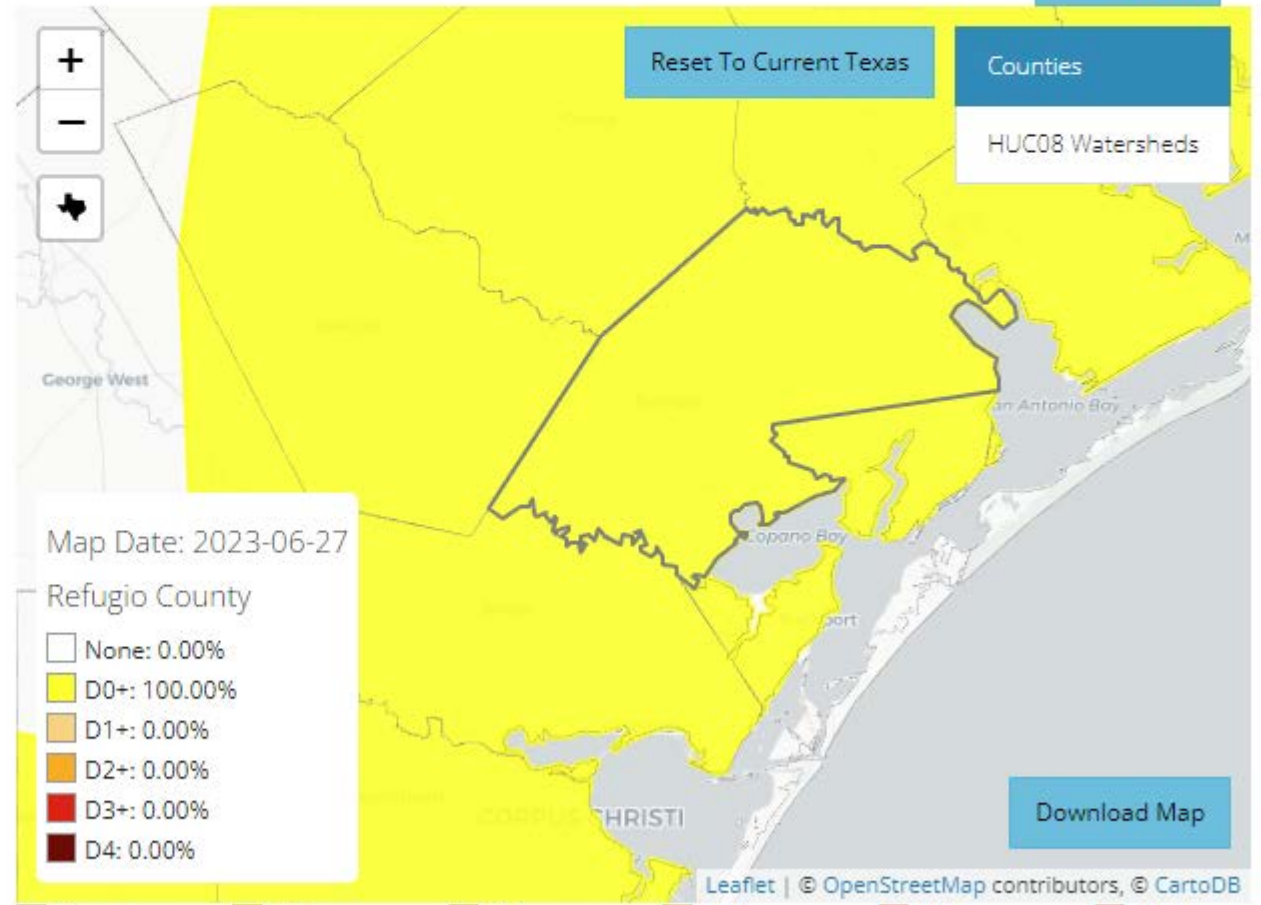 +
Reset To Current Texas
Counties
−
HUC08 Watersheds
M
George West
an Antonio Bay
Copano Bay
port
Map Date: 2023-06-27
Refugio County
None: 0.00%
D0+: 100.00%
D1+: 0.00%
D2+: 0.00%
D3+: 0.00%
D4: 0.00%
CORPUS CHRISTI
Download Map
Leaflet | © OpenStreetMap contributors, © CartoDB